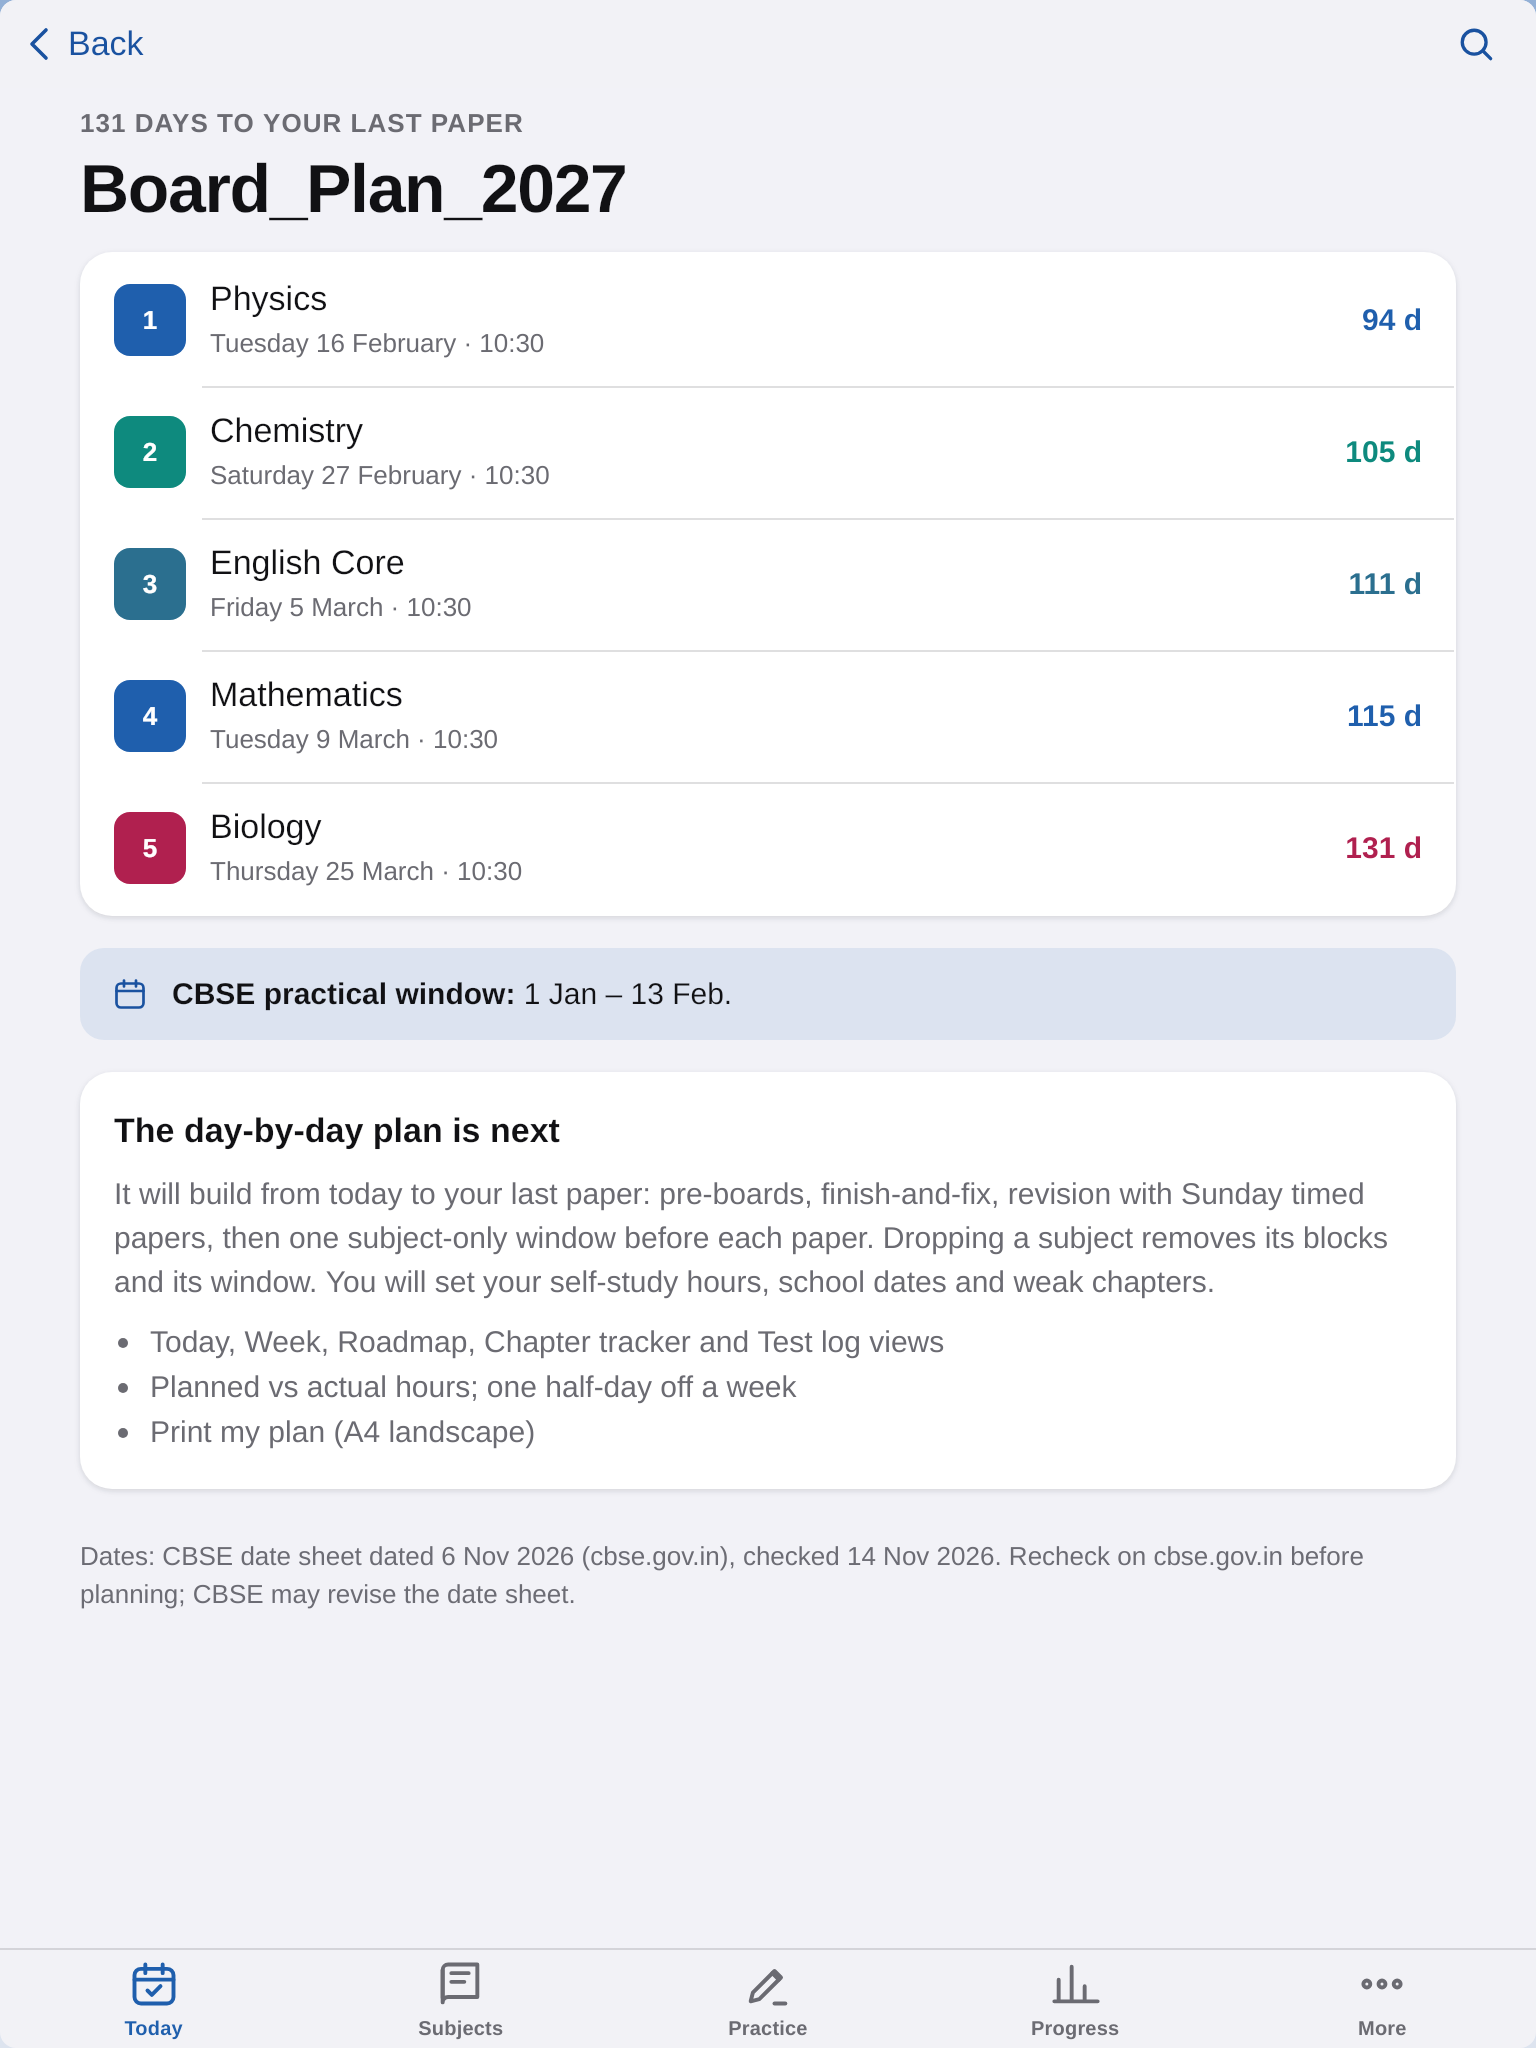 Back
131 DAYS TO YOUR LAST PAPER
Board_Plan_2027
1
Physics
Tuesday 16 February · 10:30
94 d
2
Chemistry
Saturday 27 February · 10:30
105 d
3
English Core
Friday 5 March · 10:30
111 d
4
Mathematics
Tuesday 9 March · 10:30
115 d
5
Biology
Thursday 25 March · 10:30
131 d
CBSE practical window: 1 Jan – 13 Feb.
The day-by-day plan is next
It will build from today to your last paper: pre-boards, finish-and-fix, revision with Sunday timed
papers, then one subject-only window before each paper. Dropping a subject removes its blocks
and its window. You will set your self-study hours, school dates and weak chapters.
• Today, Week, Roadmap, Chapter tracker and Test log views
• Planned vs actual hours; one half-day off a week
• Print my plan (A4 landscape)
Dates: CBSE date sheet dated 6 Nov 2026 (cbse.gov.in), checked 14 Nov 2026. Recheck on cbse.gov.in before
planning; CBSE may revise the date sheet.
Today
Subjects
Practice
Progress
More